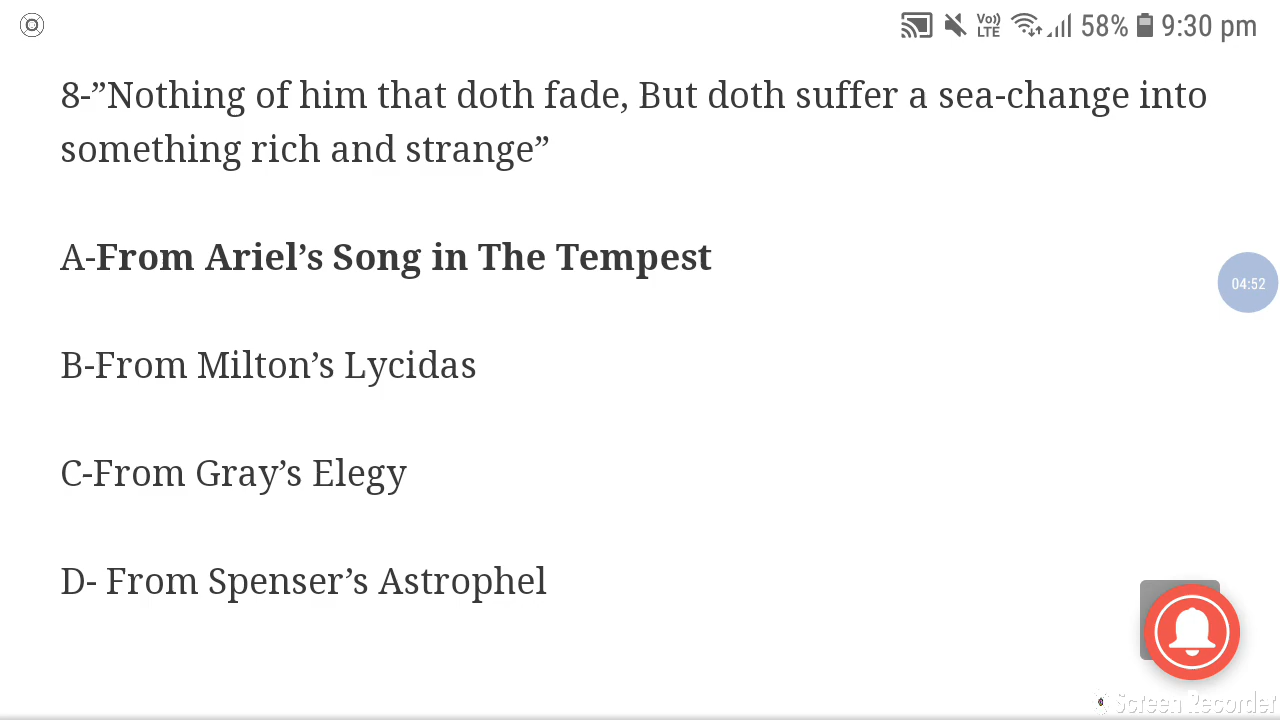 Vo))
LTE
58%
9:30 pm
8-”Nothing of him that doth fade, But doth suffer a sea-change into
something rich and strange”
A-From Ariel’s Song in The Tempest
04:52
B-From Milton’s Lycidas
C-From Gray’s Elegy
D- From Spenser’s Astrophel
Screen Recorder